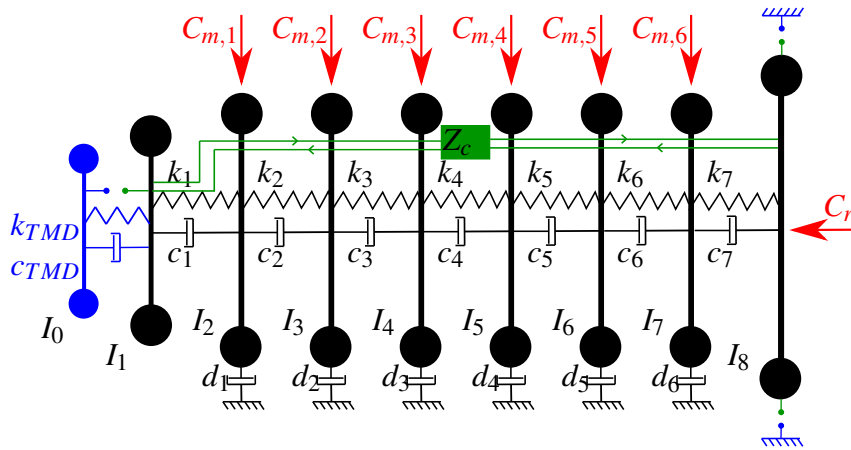 C_{m,1} C_{m,2} C_{m,3} C_{m,4} C_{m,5} C_{m,6}
Z_c
k_1 k_2 k_3 k_4 k_5 k_6 k_7
C_r
k_{TMD}
c_1 c_2 c_3 c_4 c_5 c_6 c_7
c_{TMD}
I_0 I_1 I_2 I_3 I_4 I_5 I_6 I_7 I_8
d_1 d_2 d_3 d_4 d_5 d_6